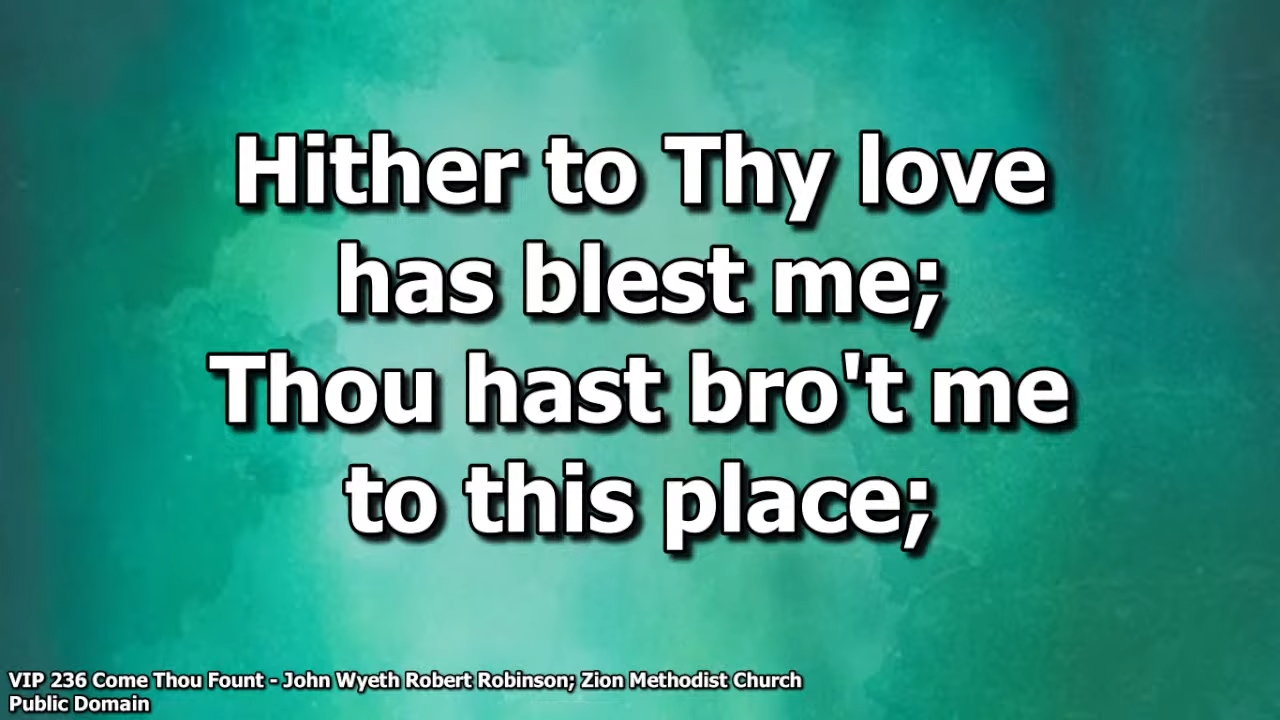 Hither to Thy love
has blest me;
Thou hast bro't me
to this place;
VIP 236 Come Thou Fount - John Wyeth Robert Robinson; Zion Methodist Church
Public Domain